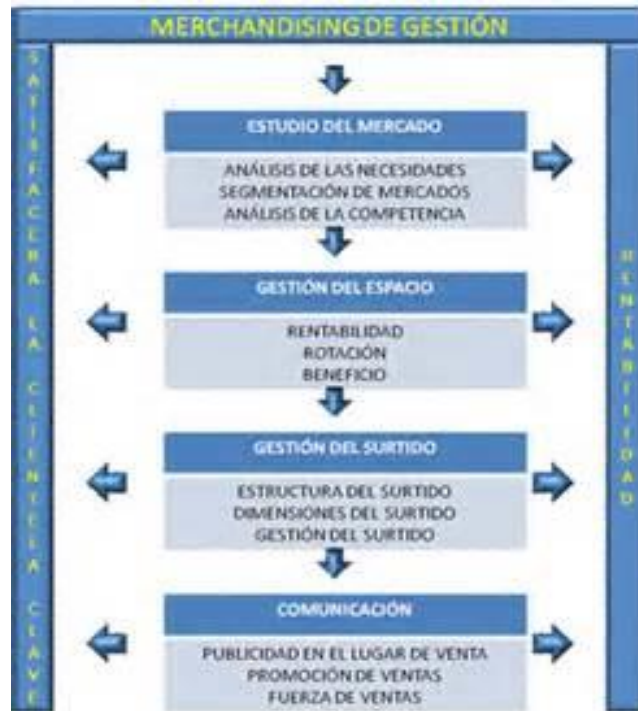 MERCHANDISING DE GESTIÓN
SATISFACER A LA CLIENTELA CLAVE
ESTUDIO DEL MERCADO
ANÁLISIS DE LAS NECESIDADES
SEGMENTACIÓN DE MERCADOS
ANÁLISIS DE LA COMPETENCIA
GESTIÓN DEL ESPACIO
RENTABILIDAD
ROTACIÓN
BENEFICIO
GESTIÓN DEL SURTIDO
ESTRUCTURA DEL SURTIDO
DIMENSIONES DEL SURTIDO
GESTIÓN DEL SURTIDO
COMUNICACIÓN
PUBLICIDAD EN EL LUGAR DE VENTA
PROMOCIÓN DE VENTAS
FUERZA DE VENTAS
RENTABILIDAD